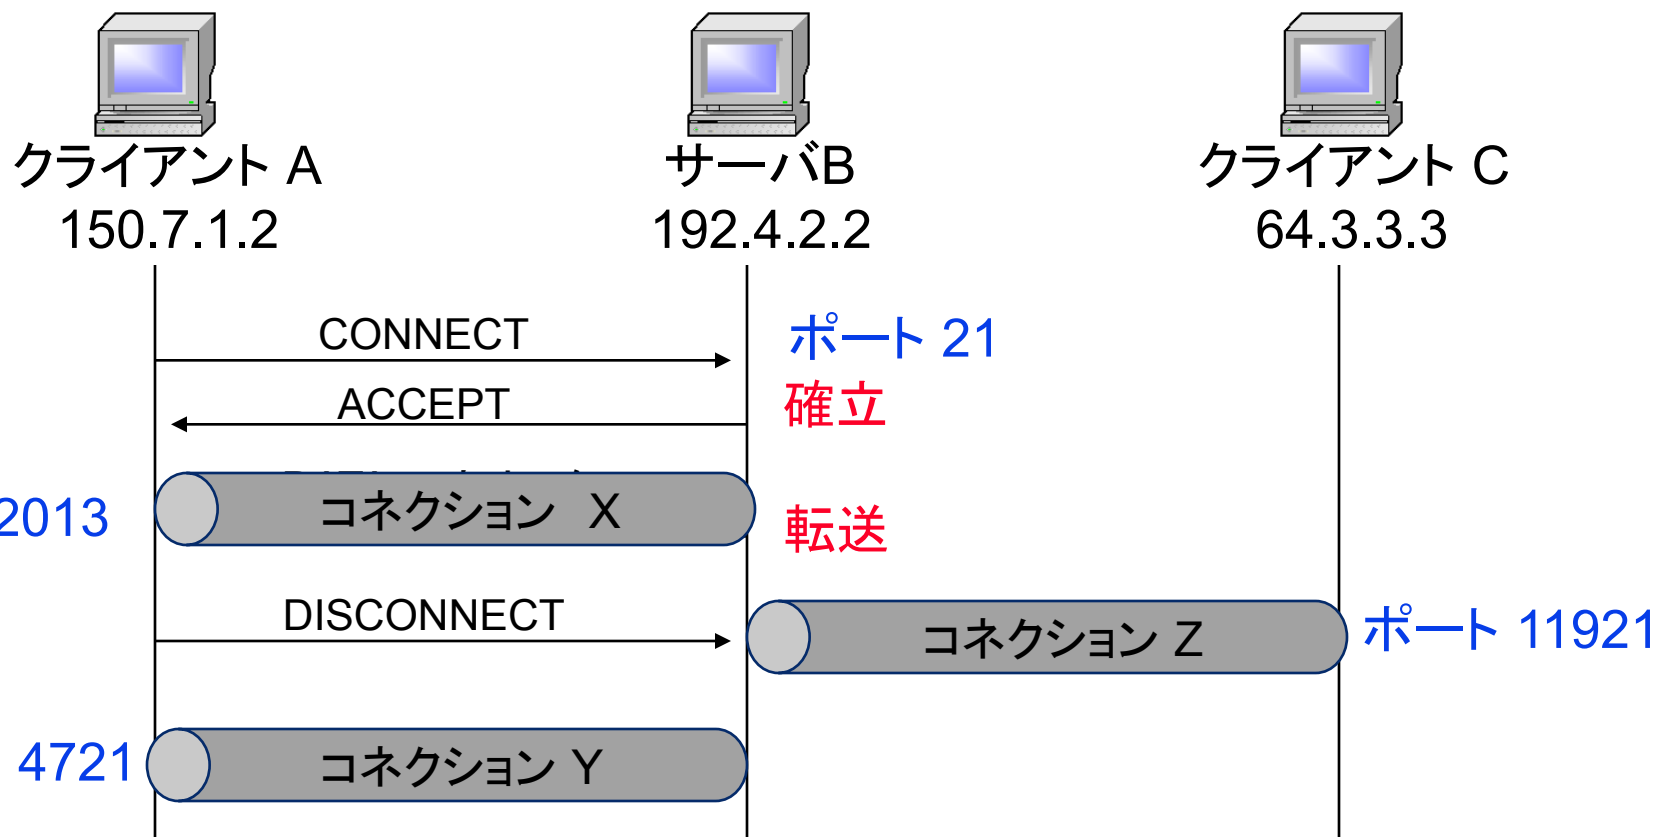 クライアント A
サーバB
クライアント C
150.7.1.2
192.4.2.2
64.3.3.3
CONNECT
ポート 21
ACCEPT
確立
2013
コネクション X
転送
DISCONNECT
コネクション Z
ポート 11921
4721
コネクション Y